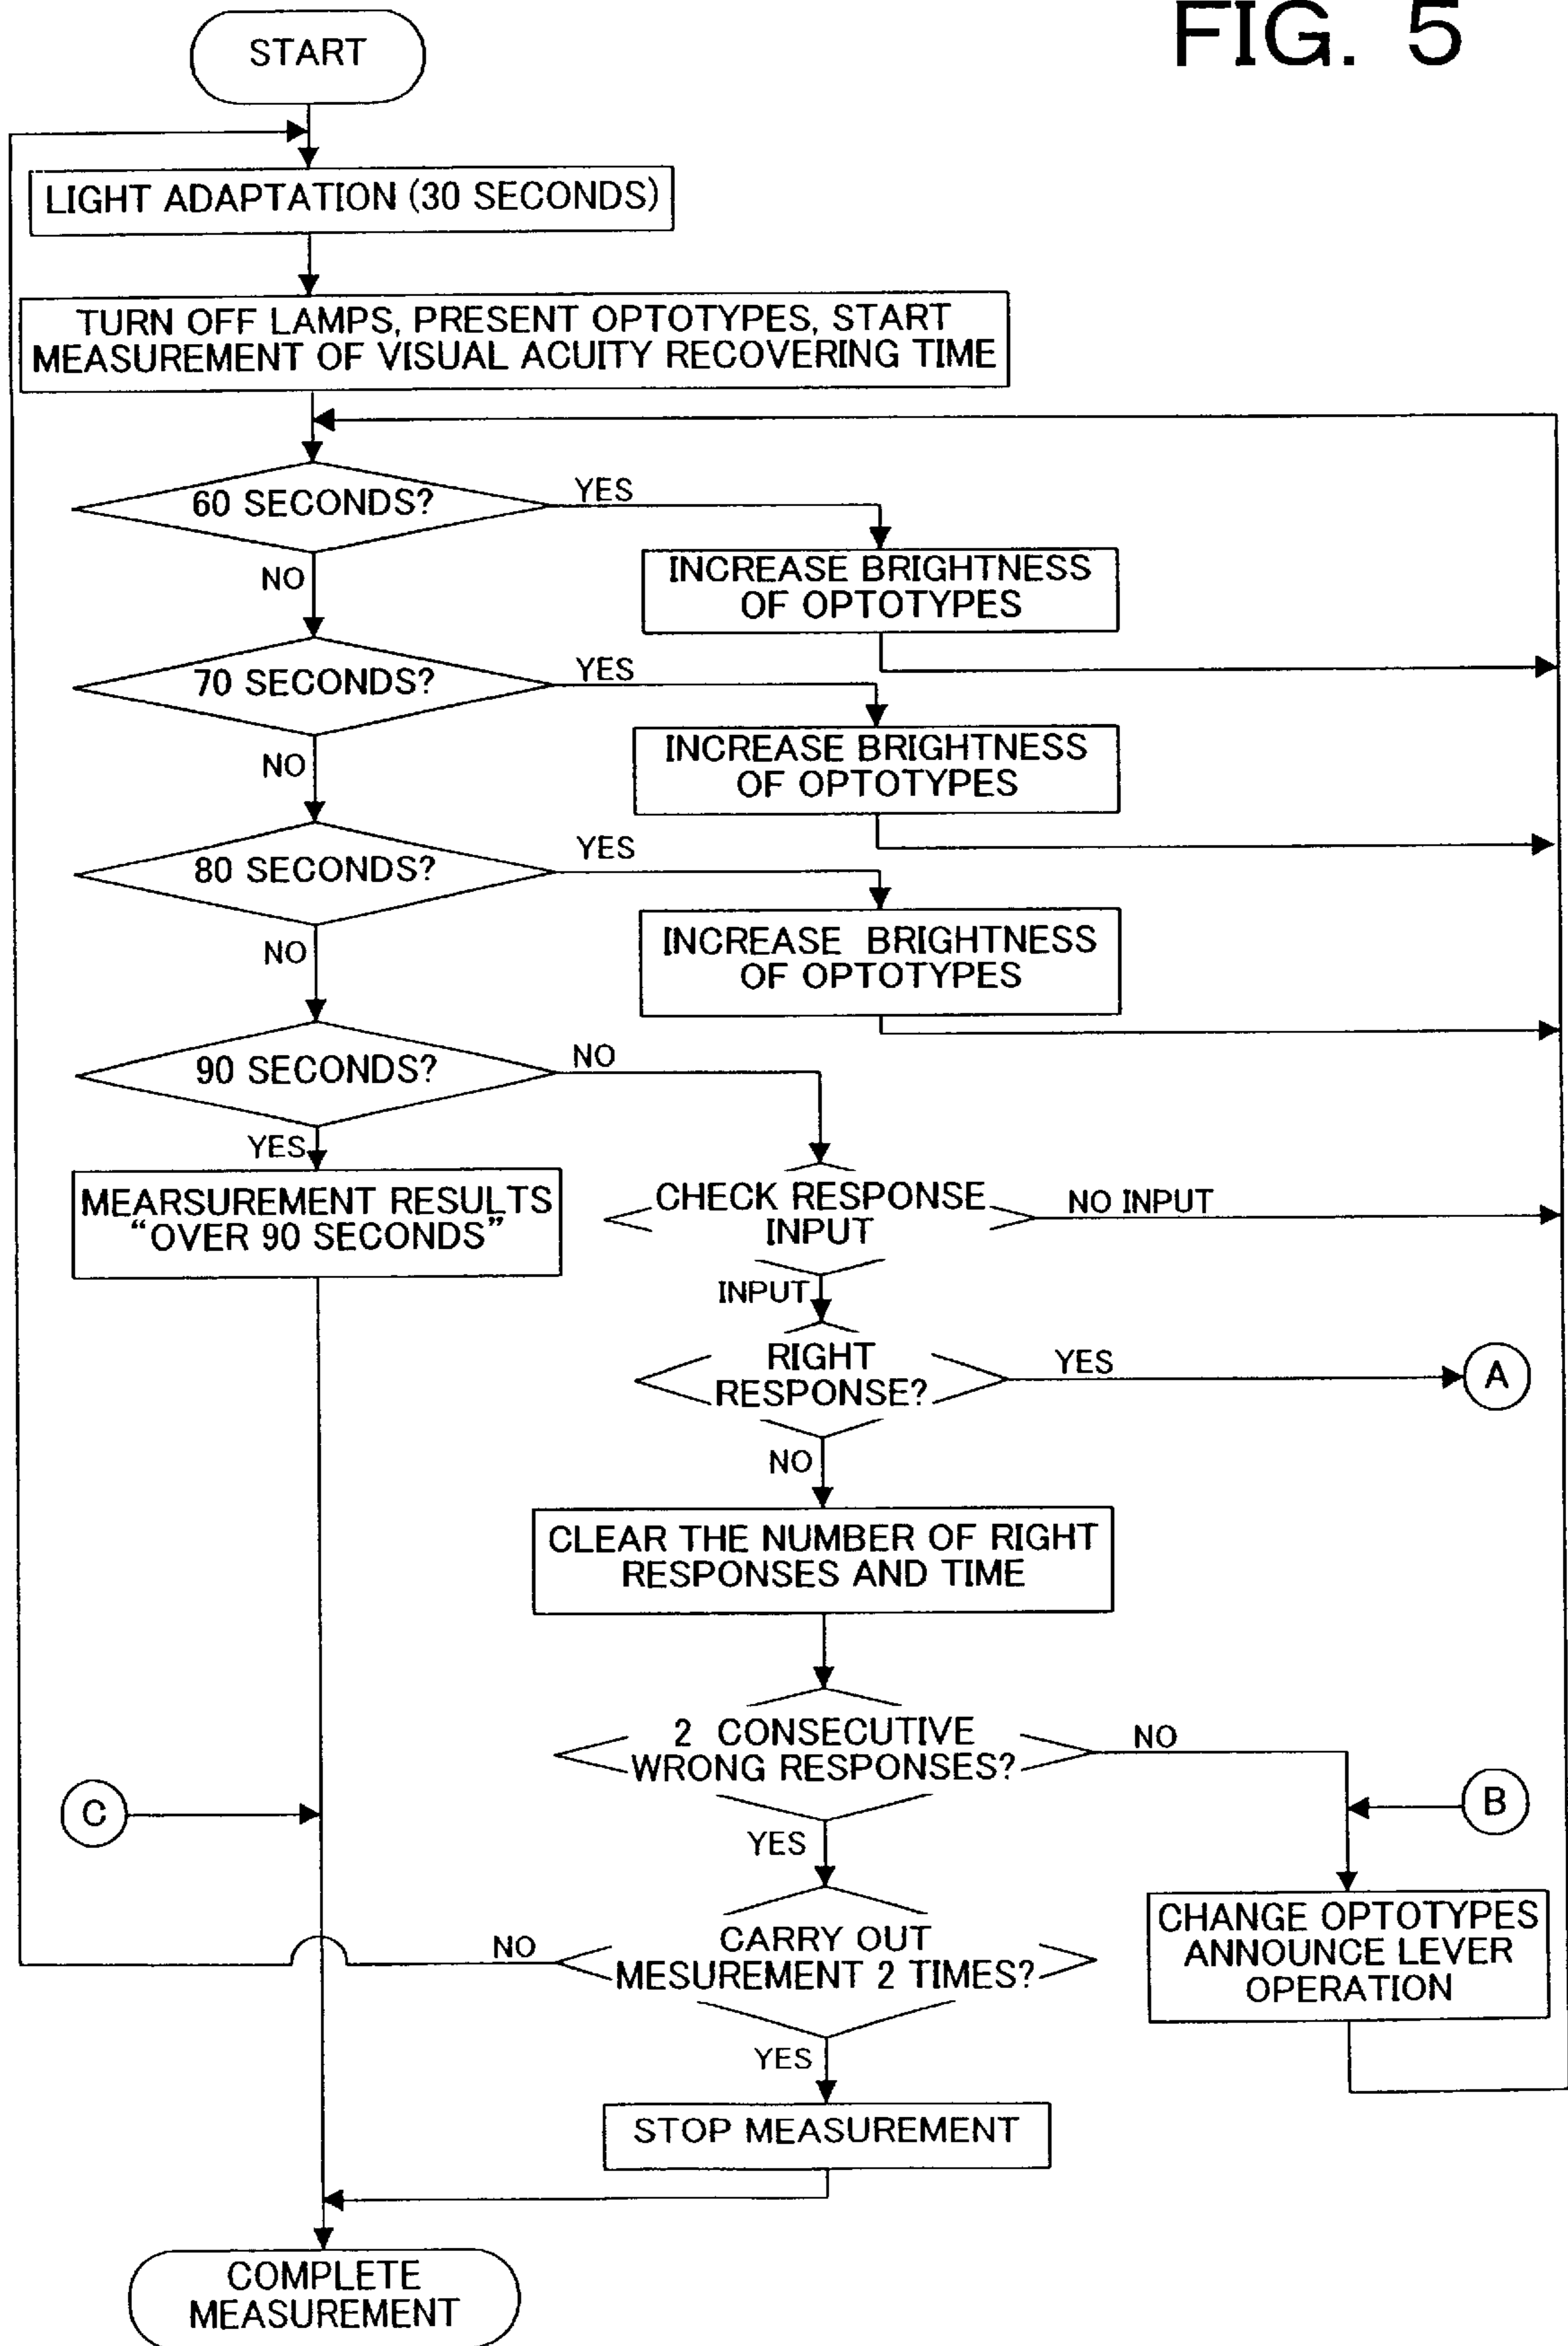 FIG. 5
START
LIGHT ADAPTATION (30 SECONDS)
TURN OFF LAMPS, PRESENT OPTOTYPES, START
MEASUREMENT OF VISUAL ACUITY RECOVERING TIME
60 SECONDS?
YES
INCREASE BRIGHTNESS
OF OPTOTYPES
NO
70 SECONDS?
YES
INCREASE BRIGHTNESS
OF OPTOTYPES
NO
80 SECONDS?
YES
INCREASE BRIGHTNESS
OF OPTOTYPES
NO
90 SECONDS?
NO
YES
MEARSUREMENT RESULTS
“OVER 90 SECONDS”
CHECK RESPONSE
INPUT
NO INPUT
INPUT
RIGHT
RESPONSE?
YES
A
NO
CLEAR THE NUMBER OF RIGHT
RESPONSES AND TIME
2 CONSECUTIVE
WRONG RESPONSES?
NO
C
B
YES
CHANGE OPTOTYPES
ANNOUNCE LEVER
OPERATION
CARRY OUT
MESUREMENT 2 TIMES?
NO
YES
STOP MEASUREMENT
COMPLETE
MEASUREMENT